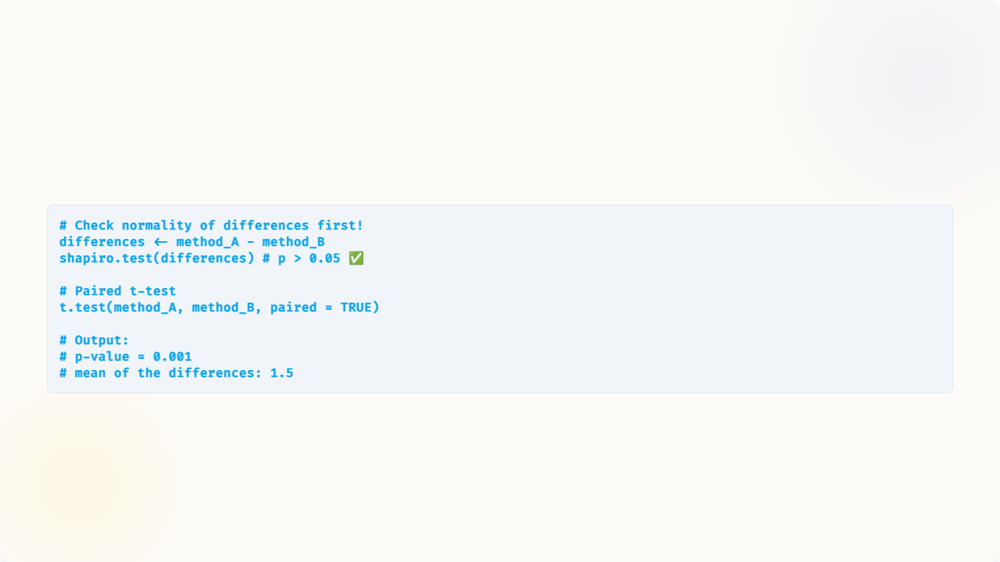 # Check normality of differences first!
differences <- method_A - method_B
shapiro.test(differences) # p > 0.05 ✅
# Paired t-test
t.test(method_A, method_B, paired = TRUE)
# Output:
# p-value = 0.001
# mean of the differences: 1.5